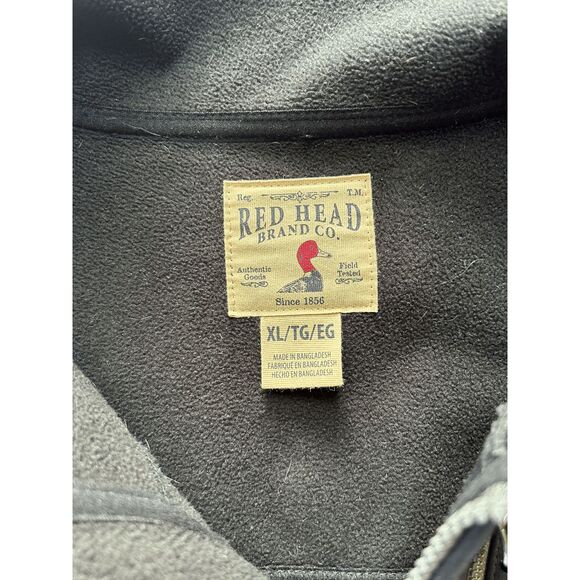 Reg. T.M.
RED HEAD
BRAND CO.
Authentic Field
Goods Tested
Since 1856
XL/TG/EG
MADE IN BANGLADESH
FABRIQUE EN BANGLADESH
HECHO EN BANGLADESH